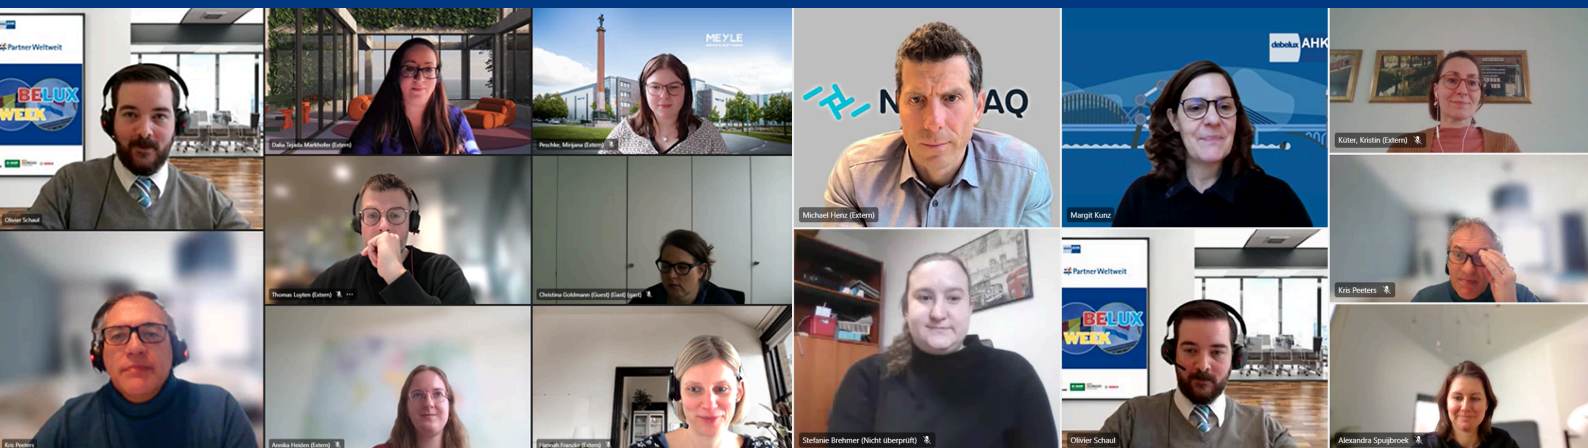 Partner Weltweit
BELUX
WEEK
Olivier Schaul
Kris Peeters
Dalia Tejada Markhofer (Extern)
Thomas Luyten (Extern)
Annika Heiden (Extern)
MEYLE
Peschke, Mirijana (Extern)
Christina Goldmann (Guest) (Gast) (gast)
Hannah Franzke (Extern)
N AQ
Michael Henz (Extern)
Stefanie Brehmer (Nicht überprüft)
debelux AHK
Margit Kunz
Partner Weltweit
BELUX
WEEK
Olivier Schaul
Küter, Kristin (Extern)
Kris Peeters
Alexandra Spuijbroek